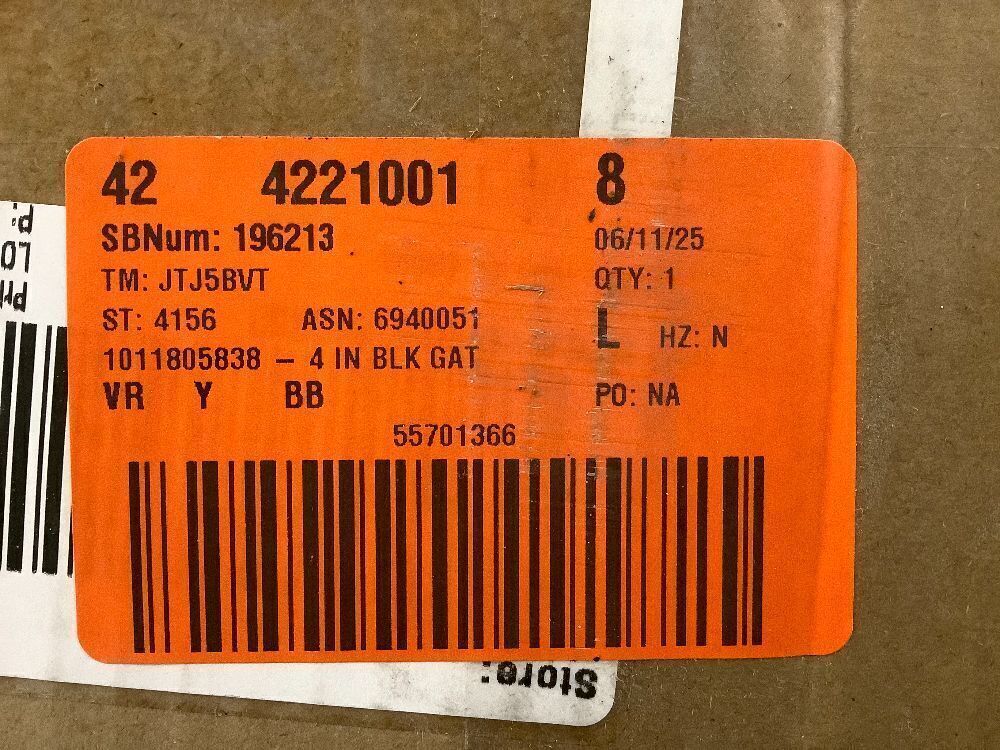 42 4221001 8
SBNum: 196213 06/11/25
TM: JTJ5BVT QTY: 1
ST: 4156 ASN: 6940051 L HZ: N
1011805838 – 4 IN BLK GAT
VR Y BB PO: NA
55701366
Store: